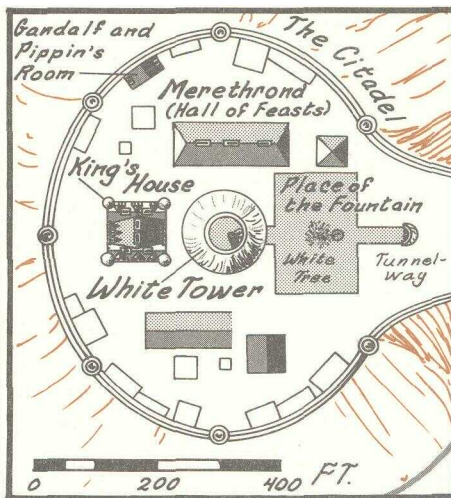 Gandalf and
Pippin's
Room
The Citadel
Merethrond
(Hall of Feasts)
King's
House
Place of
the Fountain
White
Tree
Tunnel-
way
White Tower
0 200 400 FT.